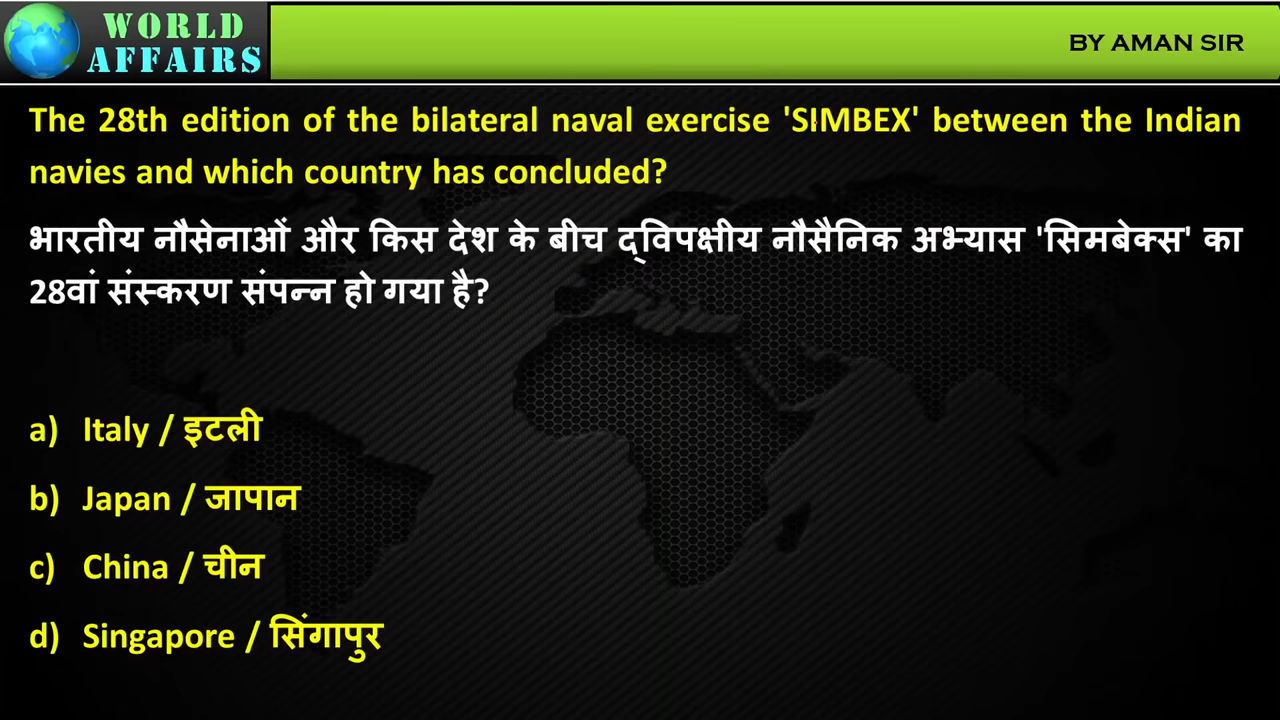 WORLD
AFFAIRS
BY AMAN SIR
The 28th edition of the bilateral naval exercise 'SIMBEX' between the Indian
navies and which country has concluded?
भारतीय नौसेनाओं और किस देश के बीच द्विपक्षीय नौसैनिक अभ्यास 'सिमबेक्स' का
28वां संस्करण संपन्न हो गया है?
a) Italy / इटली
b) Japan / जापान
c) China / चीन
d) Singapore / सिंगापुर